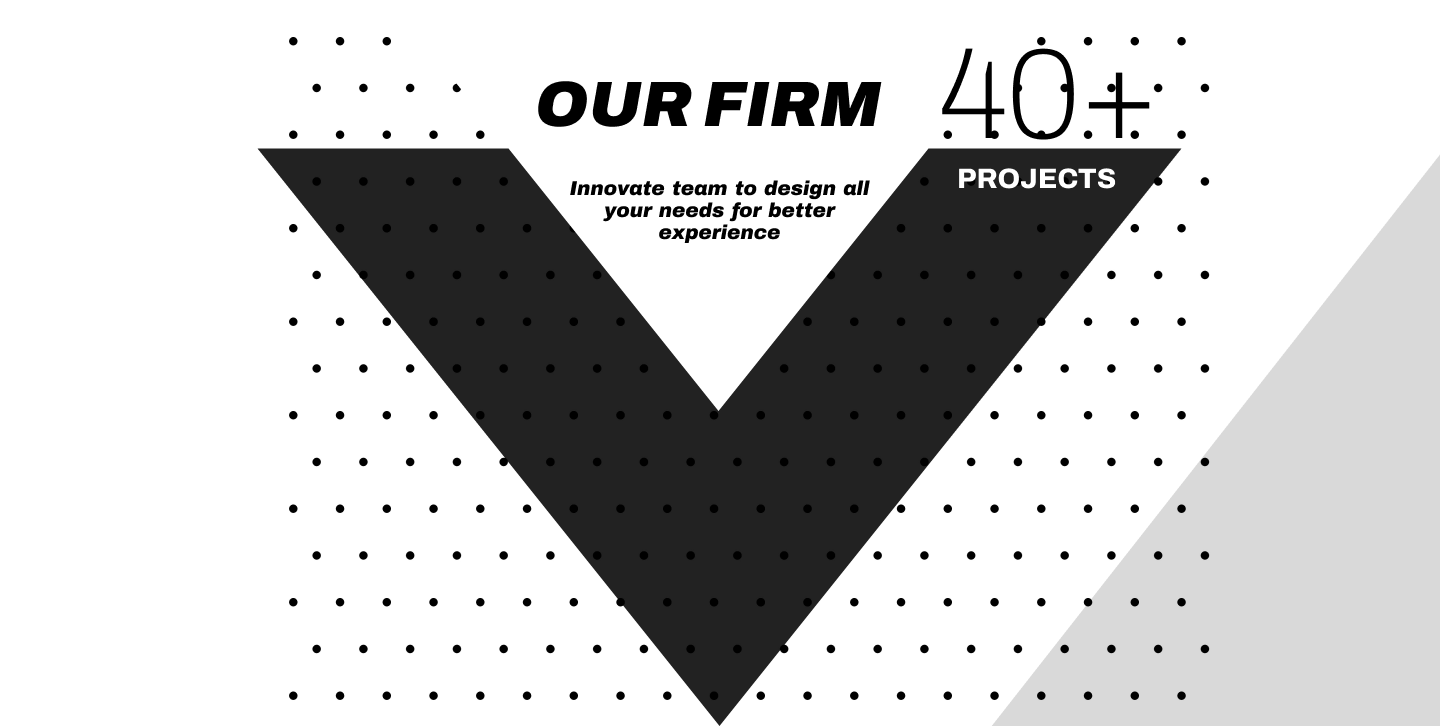 OUR FIRM
40+
PROJECTS
Innovate team to design all
your needs for better
experience